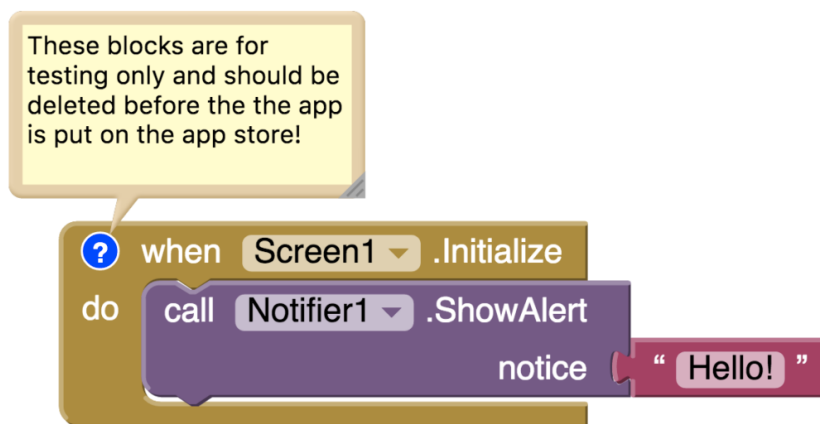 These blocks are for
testing only and should be
deleted before the the app
is put on the app store!
? when Screen1 .Initialize
do call Notifier1 .ShowAlert
notice “ Hello! ”